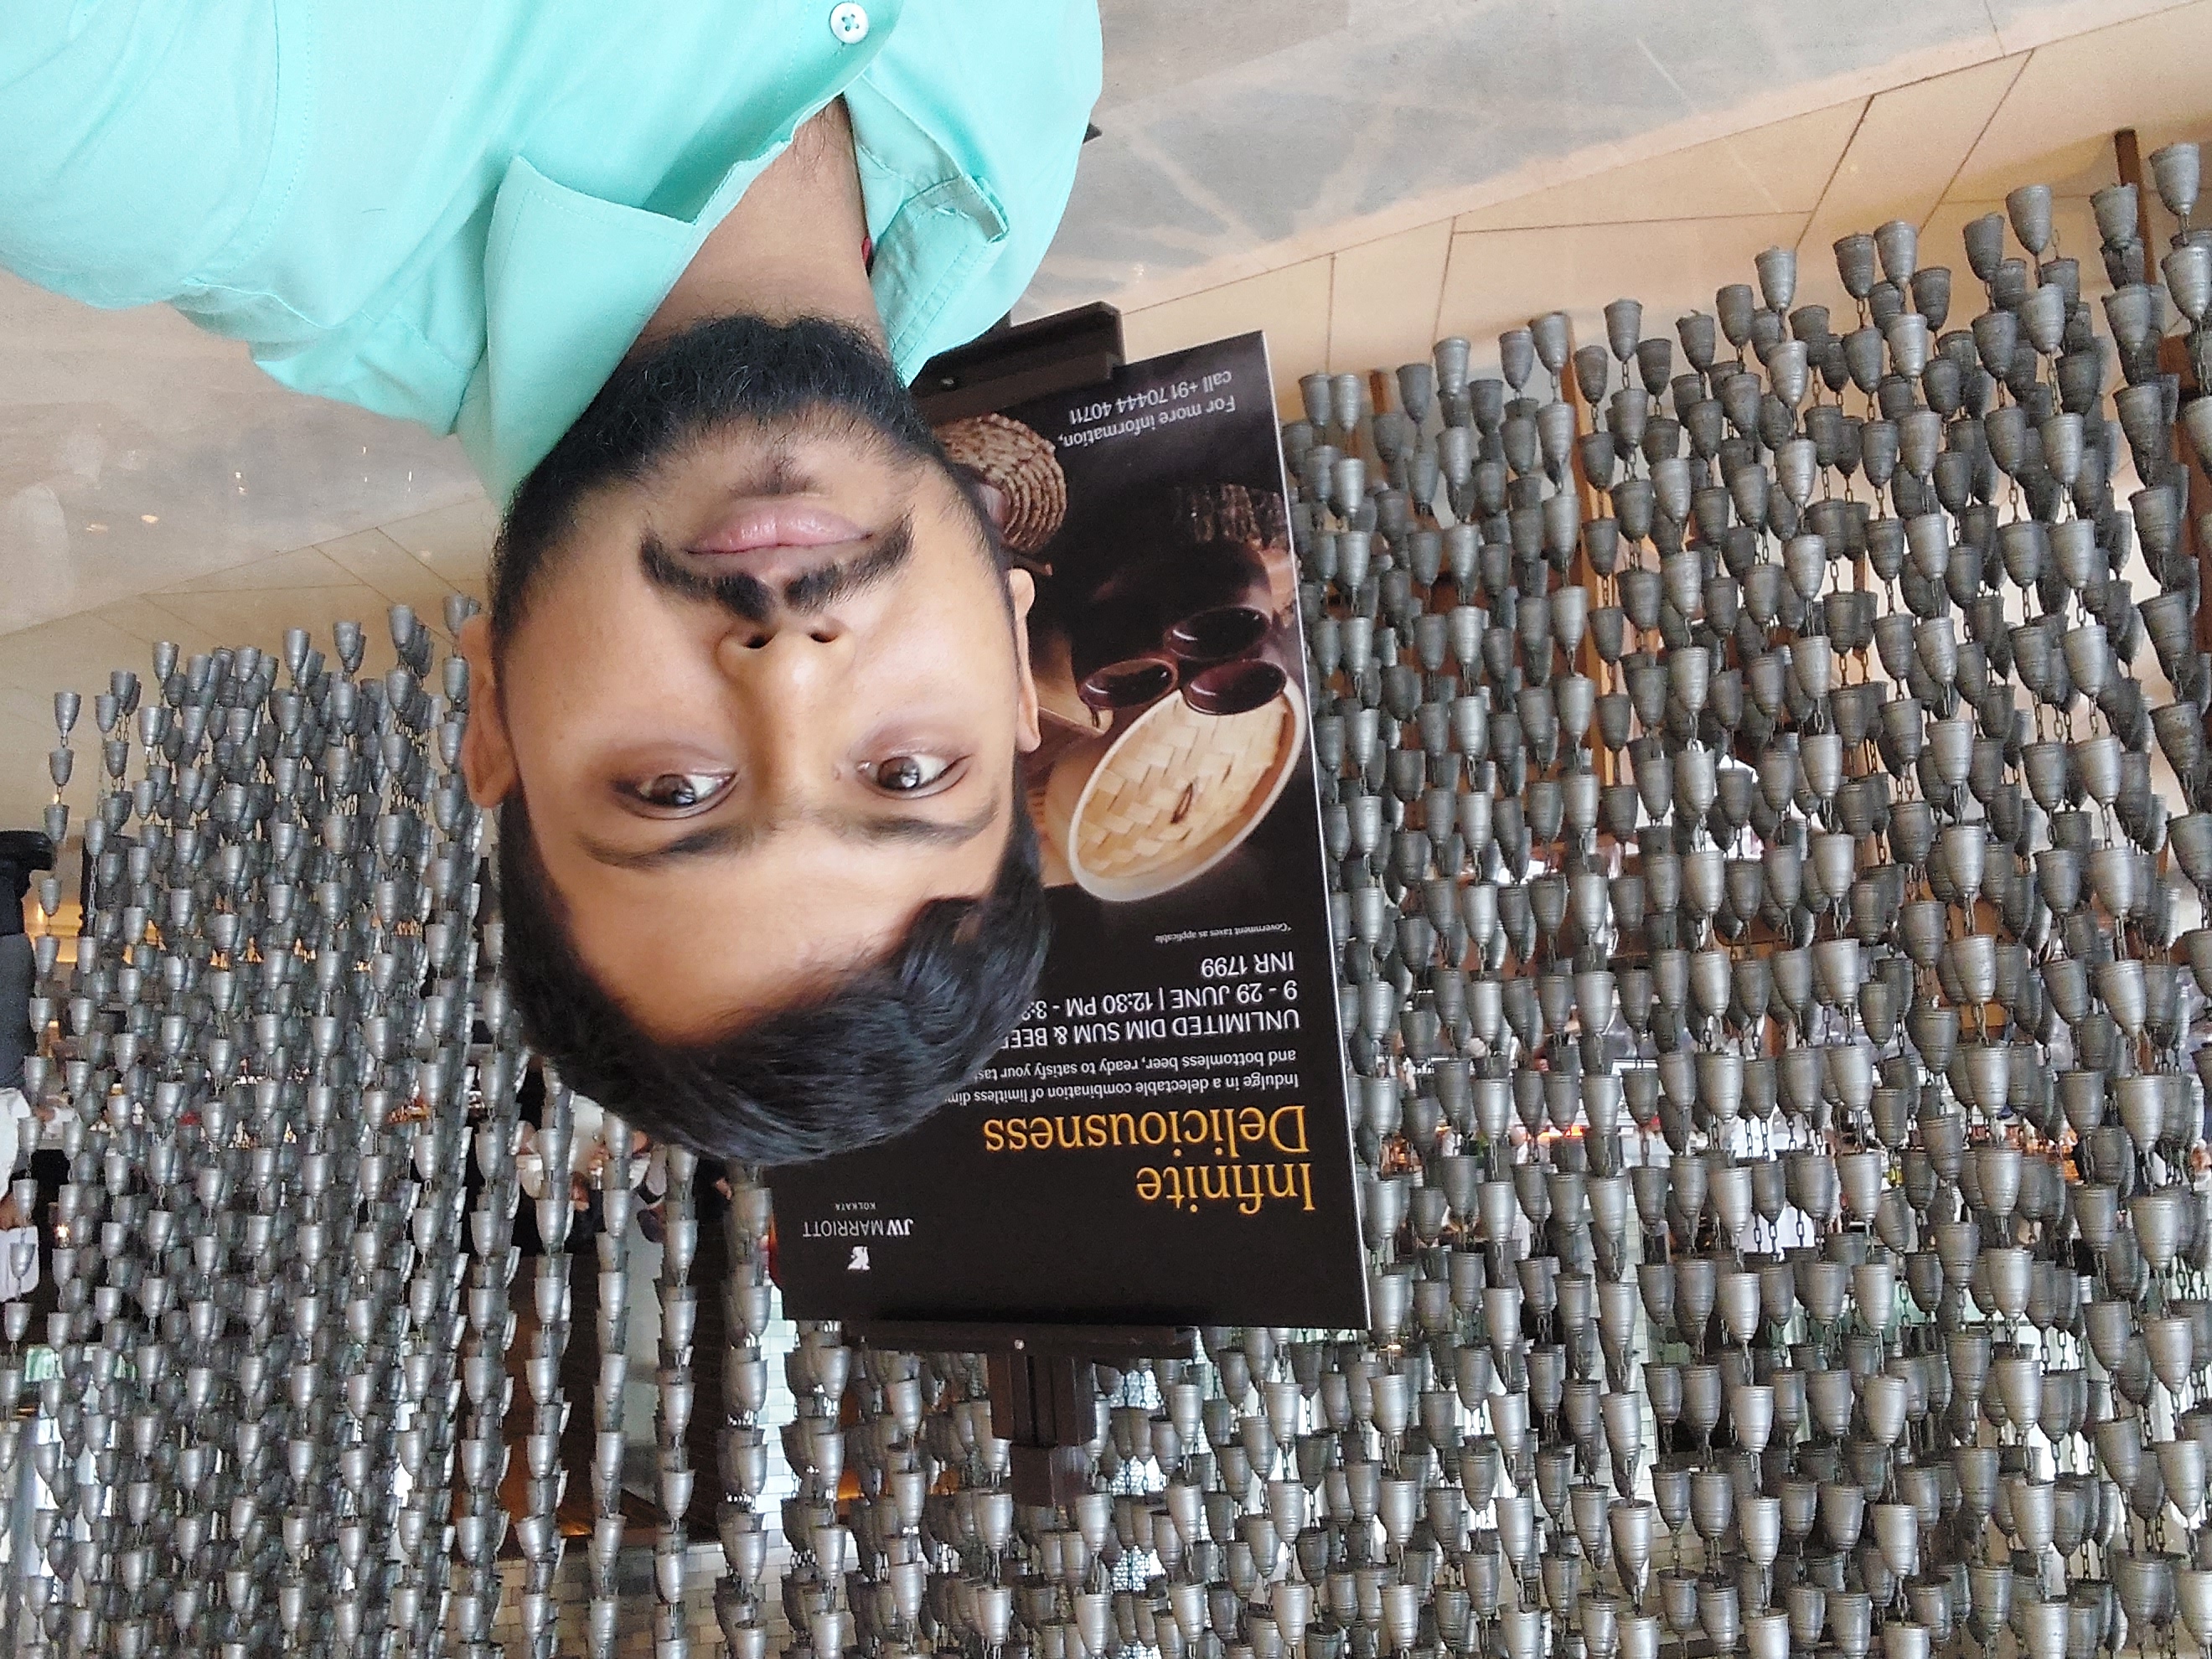 JW MARRIOTT
KOLKATA
Infinite
Deliciousness
Indulge in a delectable combination of limitless
and bottomless beer, ready to satisfy your
UNLIMITED DIM SUM &
9 - 29 JUNE | 12:30 PM -
INR 1799
*Government taxes as applicable
For more information,
call +91 70444 40711